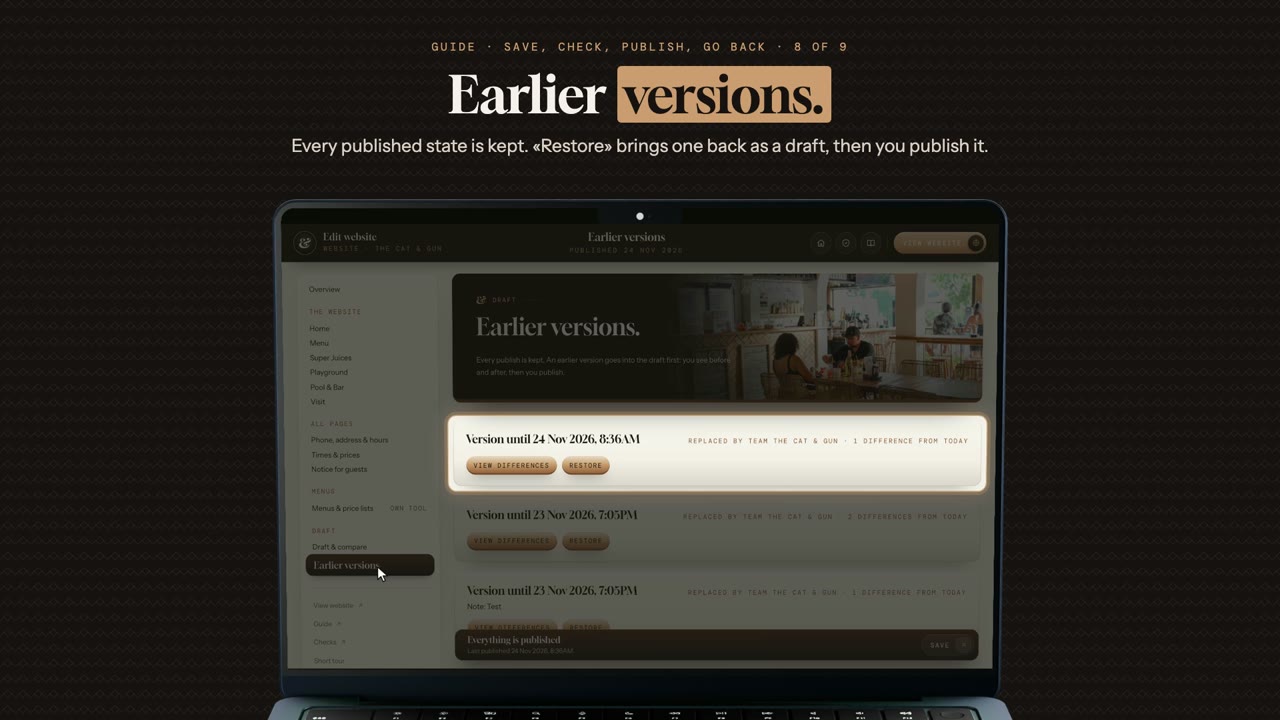 GUIDE · SAVE, CHECK, PUBLISH, GO BACK · 8 OF 9
Earlier versions.
Every published state is kept. «Restore» brings one back as a draft, then you publish it.
Edit website
WEBSITE · THE CAT & GUN
Earlier versions
PUBLISHED 24 NOV 2026
VIEW WEBSITE
Overview
THE WEBSITE
Home
Menu
Super Juices
Playground
Pool & Bar
Visit
ALL PAGES
Phone, address & hours
Times & prices
Notice for guests
MENUS
Menus & price lists OWN TOOL
DRAFT
Draft & compare
Earlier versions
View website ↗
Guide ↗
Checks ↗
Short tour
& DRAFT
Earlier versions.
Every publish is kept. An earlier version goes into the draft first: you see before
and after, then you publish.
Version until 24 Nov 2026, 8:36AM
REPLACED BY TEAM THE CAT & GUN · 1 DIFFERENCE FROM TODAY
VIEW DIFFERENCES RESTORE
Version until 23 Nov 2026, 7:05PM
REPLACED BY TEAM THE CAT & GUN · 2 DIFFERENCES FROM TODAY
VIEW DIFFERENCES RESTORE
Version until 23 Nov 2026, 7:05PM
REPLACED BY TEAM THE CAT & GUN · 1 DIFFERENCE FROM TODAY
Note: Test
VIEW DIFFERENCES RESTORE
Everything is published
Last published 24 Nov 2026, 8:36AM
SAVE